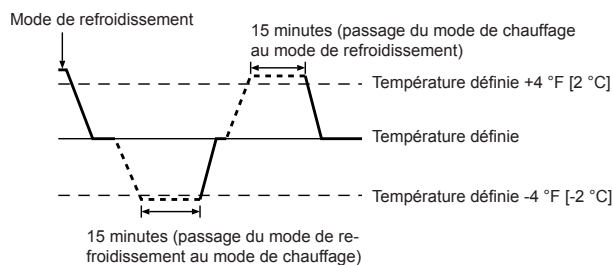 Mode de refroidissement
15 minutes (passage du mode de chauffage
au mode de refroidissement)
Température définie +4 °F [2 °C]
Température définie
Température définie -4 °F [-2 °C]
15 minutes (passage du mode de re-
froidissement au mode de chauffage)